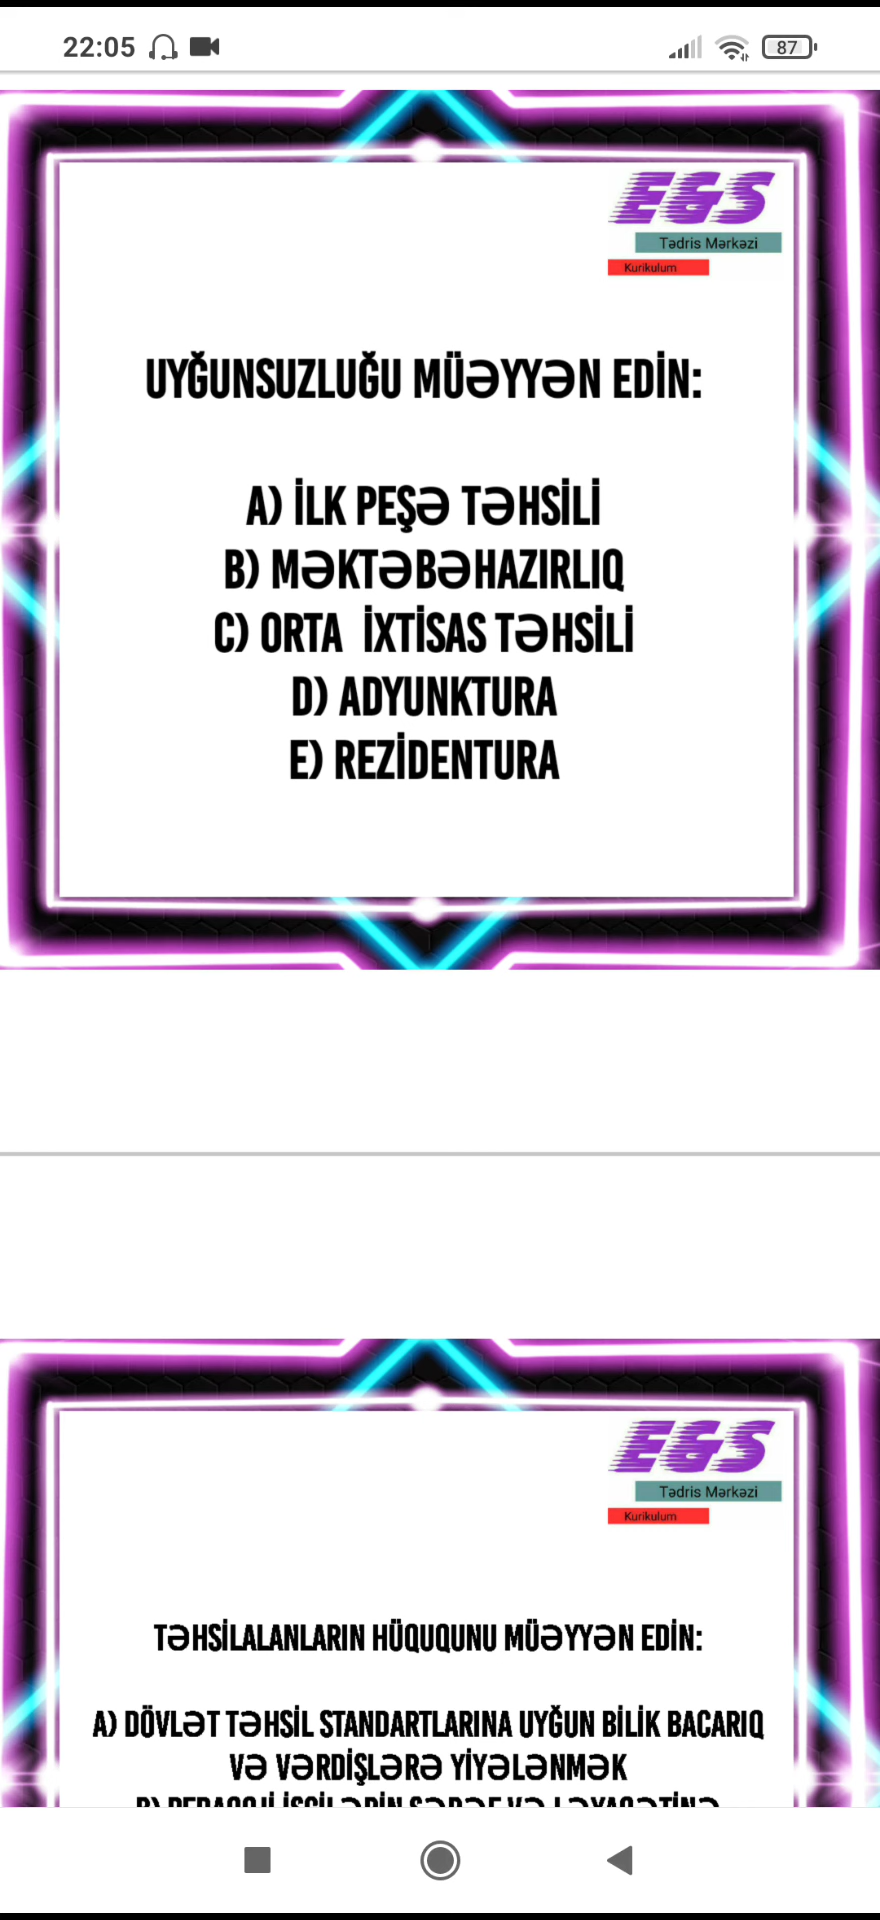 22:05
87
EGS
Tədris Mərkəzi
Kurikulum
UYĞUNSUZLUĞU MÜƏYYƏN EDİN:
A) İLK PEŞƏ TƏHSİLİ
B) MƏKTƏBƏHAZIRLIQ
C) ORTA İXTİSAS TƏHSİLİ
D) ADYUNKTURA
E) REZİDENTURA
EGS
Tədris Mərkəzi
Kurikulum
TƏHSİLALANLARIN HÜQUQUNU MÜƏYYƏN EDİN:
A) DÖVLƏT TƏHSİL STANDARTLARINA UYĞUN BİLİK BACARIQ
VƏ VƏRDİŞLƏRƏ YİYƏLƏNMƏK